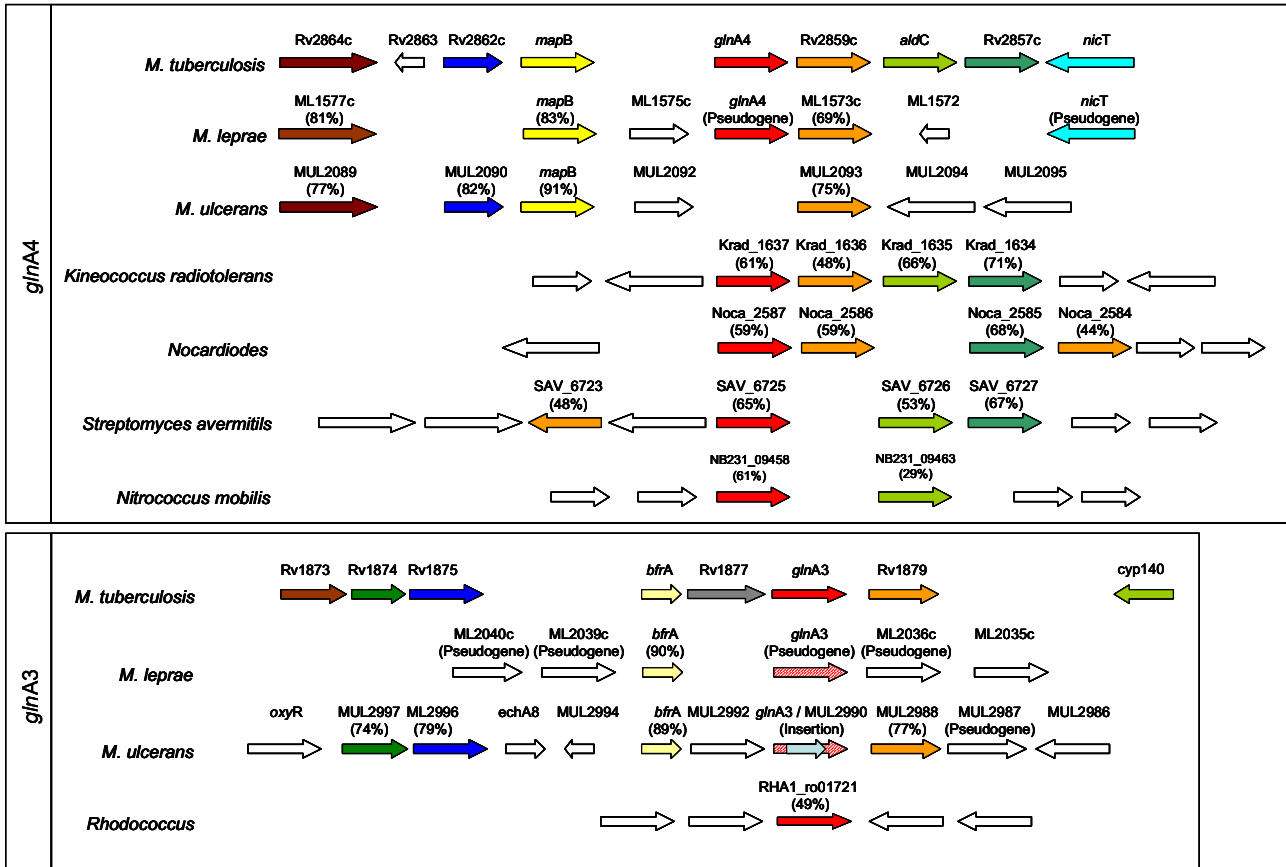 glnA4
Rv2864c Rv2863 Rv2862c mapB glnA4 Rv2859c aldC Rv2857c nicT
M. tuberculosis
ML1577c mapB ML1575c glnA4 ML1573c ML1572 nicT
(81%) (83%) (Pseudogene) (69%) (Pseudogene)
M. leprae
MUL2089 MUL2090 mapB MUL2092 MUL2093 MUL2094 MUL2095
(77%) (82%) (91%) (75%)
M. ulcerans
Krad_1637 Krad_1636 Krad_1635 Krad_1634
(61%) (48%) (66%) (71%)
Kineococcus radiotolerans
Noca_2587 Noca_2586 Noca_2585 Noca_2584
(59%) (59%) (68%) (44%)
Nocardiodes
SAV_6723 SAV_6725 SAV_6726 SAV_6727
(48%) (65%) (53%) (67%)
Streptomyces avermitils
NB231_09458 NB231_09463
(61%) (29%)
Nitrococcus mobilis
glnA3
Rv1873 Rv1874 Rv1875 bfrA Rv1877 glnA3 Rv1879 cyp140
M. tuberculosis
ML2040c ML2039c bfrA glnA3 ML2036c ML2035c
(Pseudogene) (Pseudogene) (90%) (Pseudogene) (Pseudogene)
M. leprae
oxyR MUL2997 ML2996 echA8 MUL2994 bfrA MUL2992 glnA3 / MUL2990 MUL2988 MUL2987 MUL2986
(74%) (79%) (89%) (Insertion) (77%) (Pseudogene)
M. ulcerans
RHA1_ro01721
(49%)
Rhodococcus